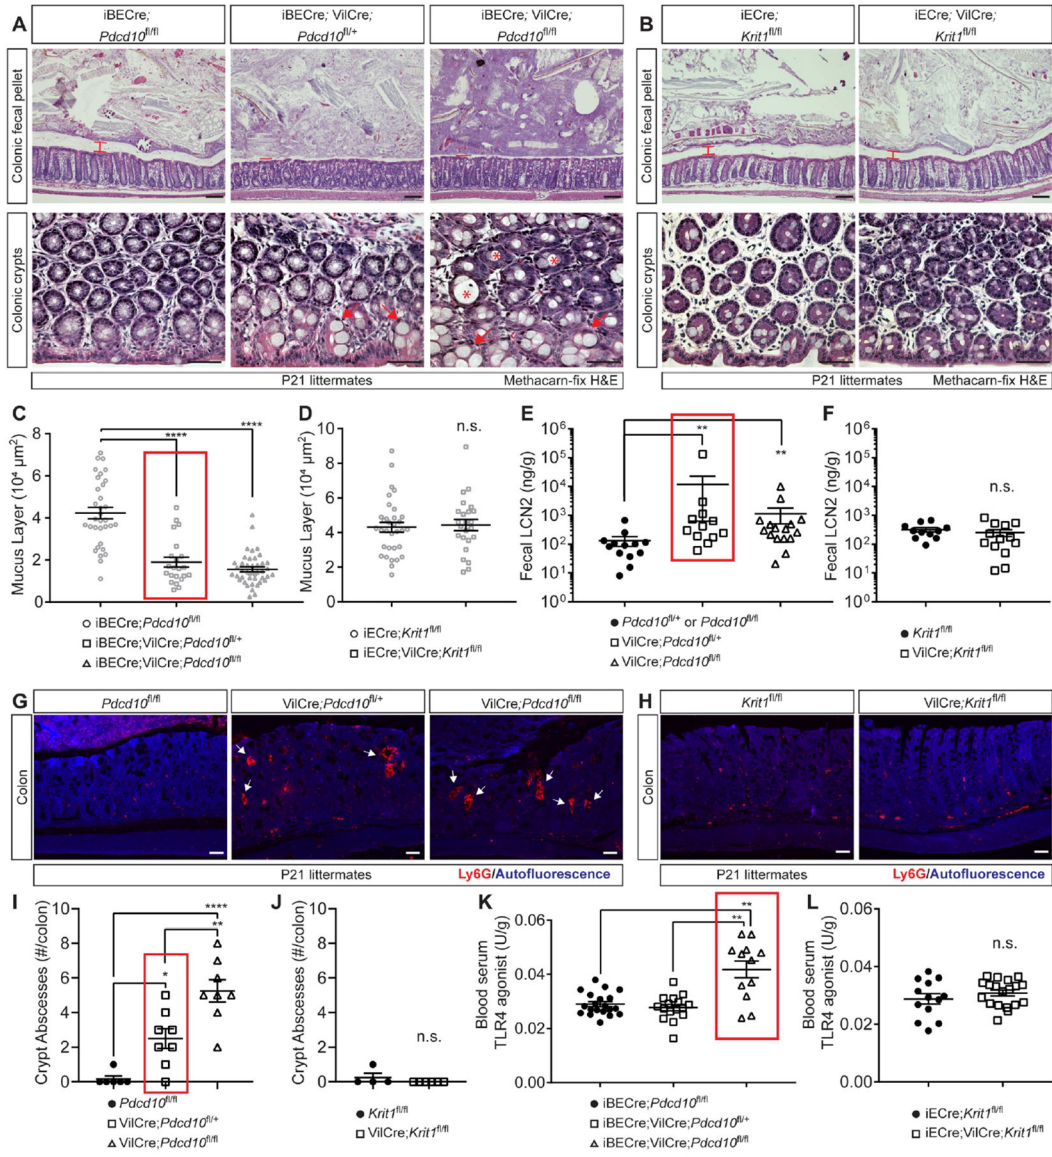 A
iBECre;
Pdcd10fl/fl
iBECre; VilCre;
Pdcd10fl/+
iBECre; VilCre;
Pdcd10fl/fl
B
iECre;
Krit1fl/fl
iECre; VilCre;
Krit1fl/fl
Colonic fecal pellet
Colonic fecal pellet
Colonic crypts
*
*
*
Colonic crypts
P21 littermates
Methacarn-fix H&E
P21 littermates
Methacarn-fix H&E
C
Mucus Layer (10⁴ μm²)
8
6
4
2
0
****
****
○ iBECre;Pdcd10fl/fl
□ iBECre;VilCre;Pdcd10fl/+
△ iBECre;VilCre;Pdcd10fl/fl
D
Mucus Layer (10⁴ μm²)
10
8
6
4
2
0
n.s.
○ iECre;Krit1fl/fl
□ iECre;VilCre;Krit1fl/fl
E
Fecal LCN2 (ng/g)
10⁶
10⁵
10⁴
10³
10²
10¹
10⁰
**
**
● Pdcd10fl/+ or Pdcd10fl/fl
□ VilCre;Pdcd10fl/+
△ VilCre;Pdcd10fl/fl
F
Fecal LCN2 (ng/g)
10⁶
10⁵
10⁴
10³
10²
10¹
10⁰
n.s.
● Krit1fl/fl
□ VilCre;Krit1fl/fl
G
Pdcd10fl/fl
VilCre;Pdcd10fl/+
VilCre;Pdcd10fl/fl
H
Krit1fl/fl
VilCre;Krit1fl/fl
Colon
Colon
P21 littermates
Ly6G/Autofluorescence
P21 littermates
Ly6G/Autofluorescence
I
Crypt Abscesses (#/colon)
10
8
6
4
2
0
****
**
*
● Pdcd10fl/fl
□ VilCre;Pdcd10fl/+
△ VilCre;Pdcd10fl/fl
J
Crypt Abscesses (#/colon)
10
8
6
4
2
0
n.s.
● Krit1fl/fl
□ VilCre;Krit1fl/fl
K
Blood serum
TLR4 agonist (U/g)
0.06
0.04
0.02
0.00
**
**
● iBECre;Pdcd10fl/fl
□ iBECre;VilCre;Pdcd10fl/+
△ iBECre;VilCre;Pdcd10fl/fl
L
Blood serum
TLR4 agonist (U/g)
0.06
0.04
0.02
0.00
n.s.
● iECre;Krit1fl/fl
□ iECre;VilCre;Krit1fl/fl